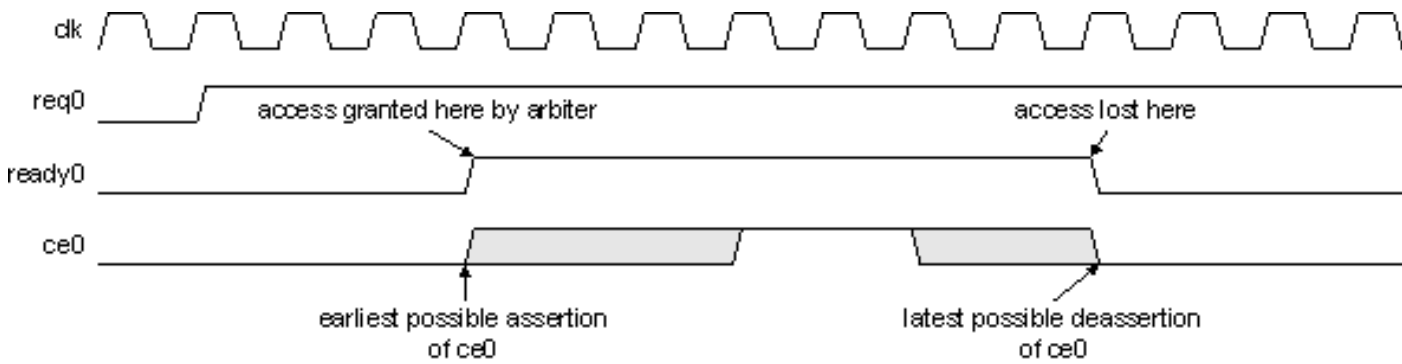 clk
req0
access granted here by arbiter
access lost here
ready0
ce0
earliest possible assertion
of ce0
latest possible deassertion
of ce0